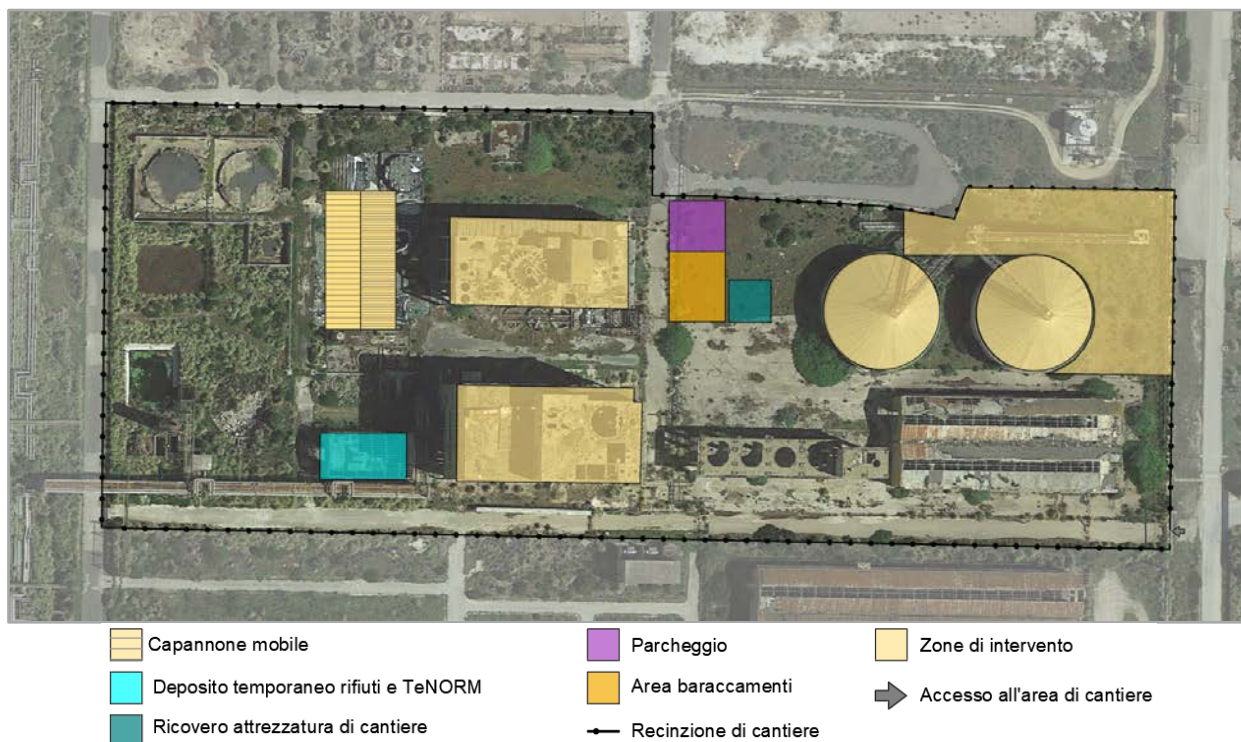 Capannone mobile
Deposito temporaneo rifiuti e TeNORM
Ricovero attrezzatura di cantiere
Parcheggio
Area baraccamenti
Recinzione di cantiere
Zone di intervento
Accesso all'area di cantiere